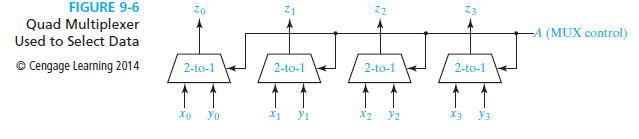 FIGURE 9-6
Quad Multiplexer
Used to Select Data
© Cengage Learning 2014
z0 z1 z2 z3
A (MUX control)
2-to-1 2-to-1 2-to-1 2-to-1
x0 y0 x1 y1 x2 y2 x3 y3